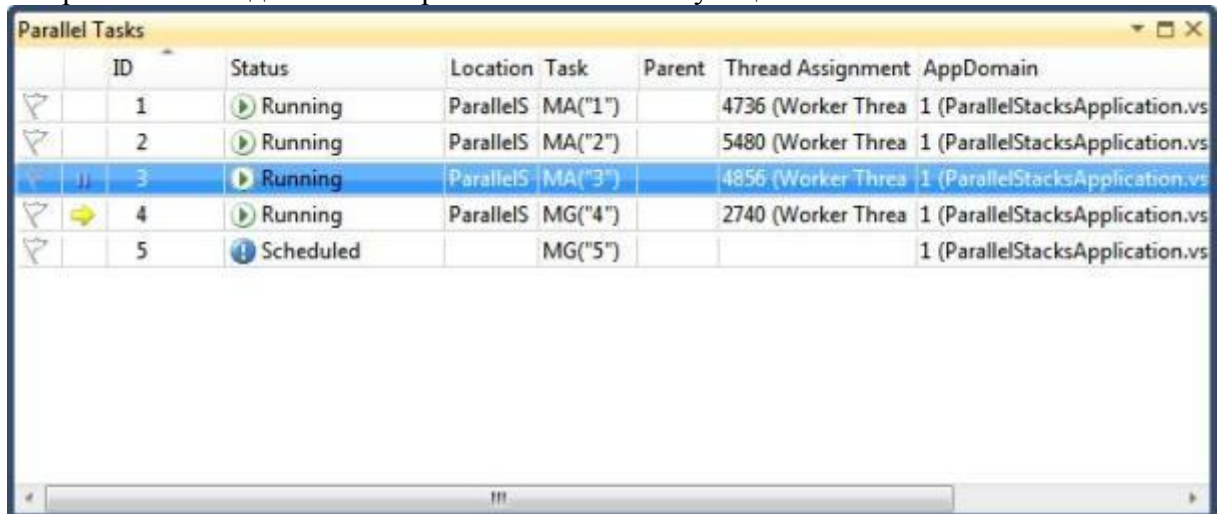 Parallel Tasks
ID Status Location Task Parent Thread Assignment AppDomain
1 Running ParallelS MA("1") 4736 (Worker Threa 1 (ParallelStacksApplication.vs
2 Running ParallelS MA("2") 5480 (Worker Threa 1 (ParallelStacksApplication.vs
3 Running ParallelS MA("3") 4856 (Worker Threa 1 (ParallelStacksApplication.vs
4 Running ParallelS MG("4") 2740 (Worker Threa 1 (ParallelStacksApplication.vs
5 Scheduled MG("5") 1 (ParallelStacksApplication.vs